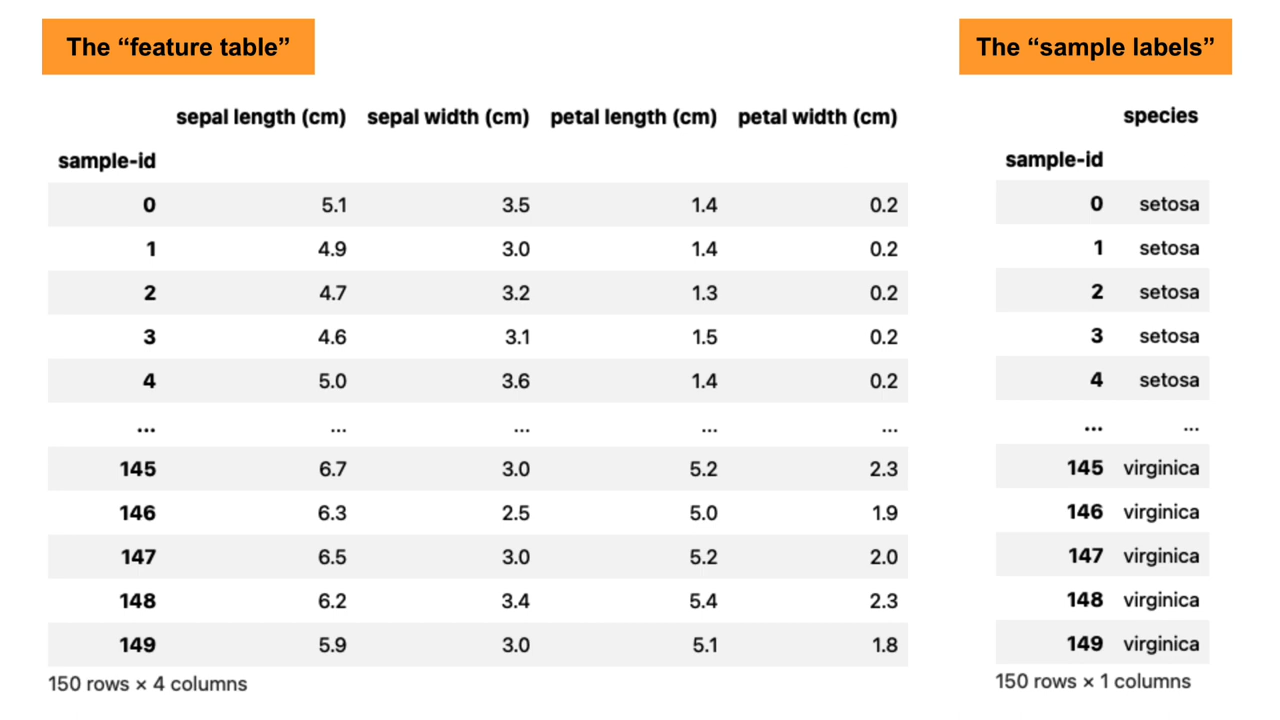 The “feature table”
sepal length (cm) sepal width (cm) petal length (cm) petal width (cm)
sample-id
0 5.1 3.5 1.4 0.2
1 4.9 3.0 1.4 0.2
2 4.7 3.2 1.3 0.2
3 4.6 3.1 1.5 0.2
4 5.0 3.6 1.4 0.2
... ... ... ... ...
145 6.7 3.0 5.2 2.3
146 6.3 2.5 5.0 1.9
147 6.5 3.0 5.2 2.0
148 6.2 3.4 5.4 2.3
149 5.9 3.0 5.1 1.8
150 rows × 4 columns
The “sample labels”
species
sample-id
0 setosa
1 setosa
2 setosa
3 setosa
4 setosa
... ...
145 virginica
146 virginica
147 virginica
148 virginica
149 virginica
150 rows × 1 columns